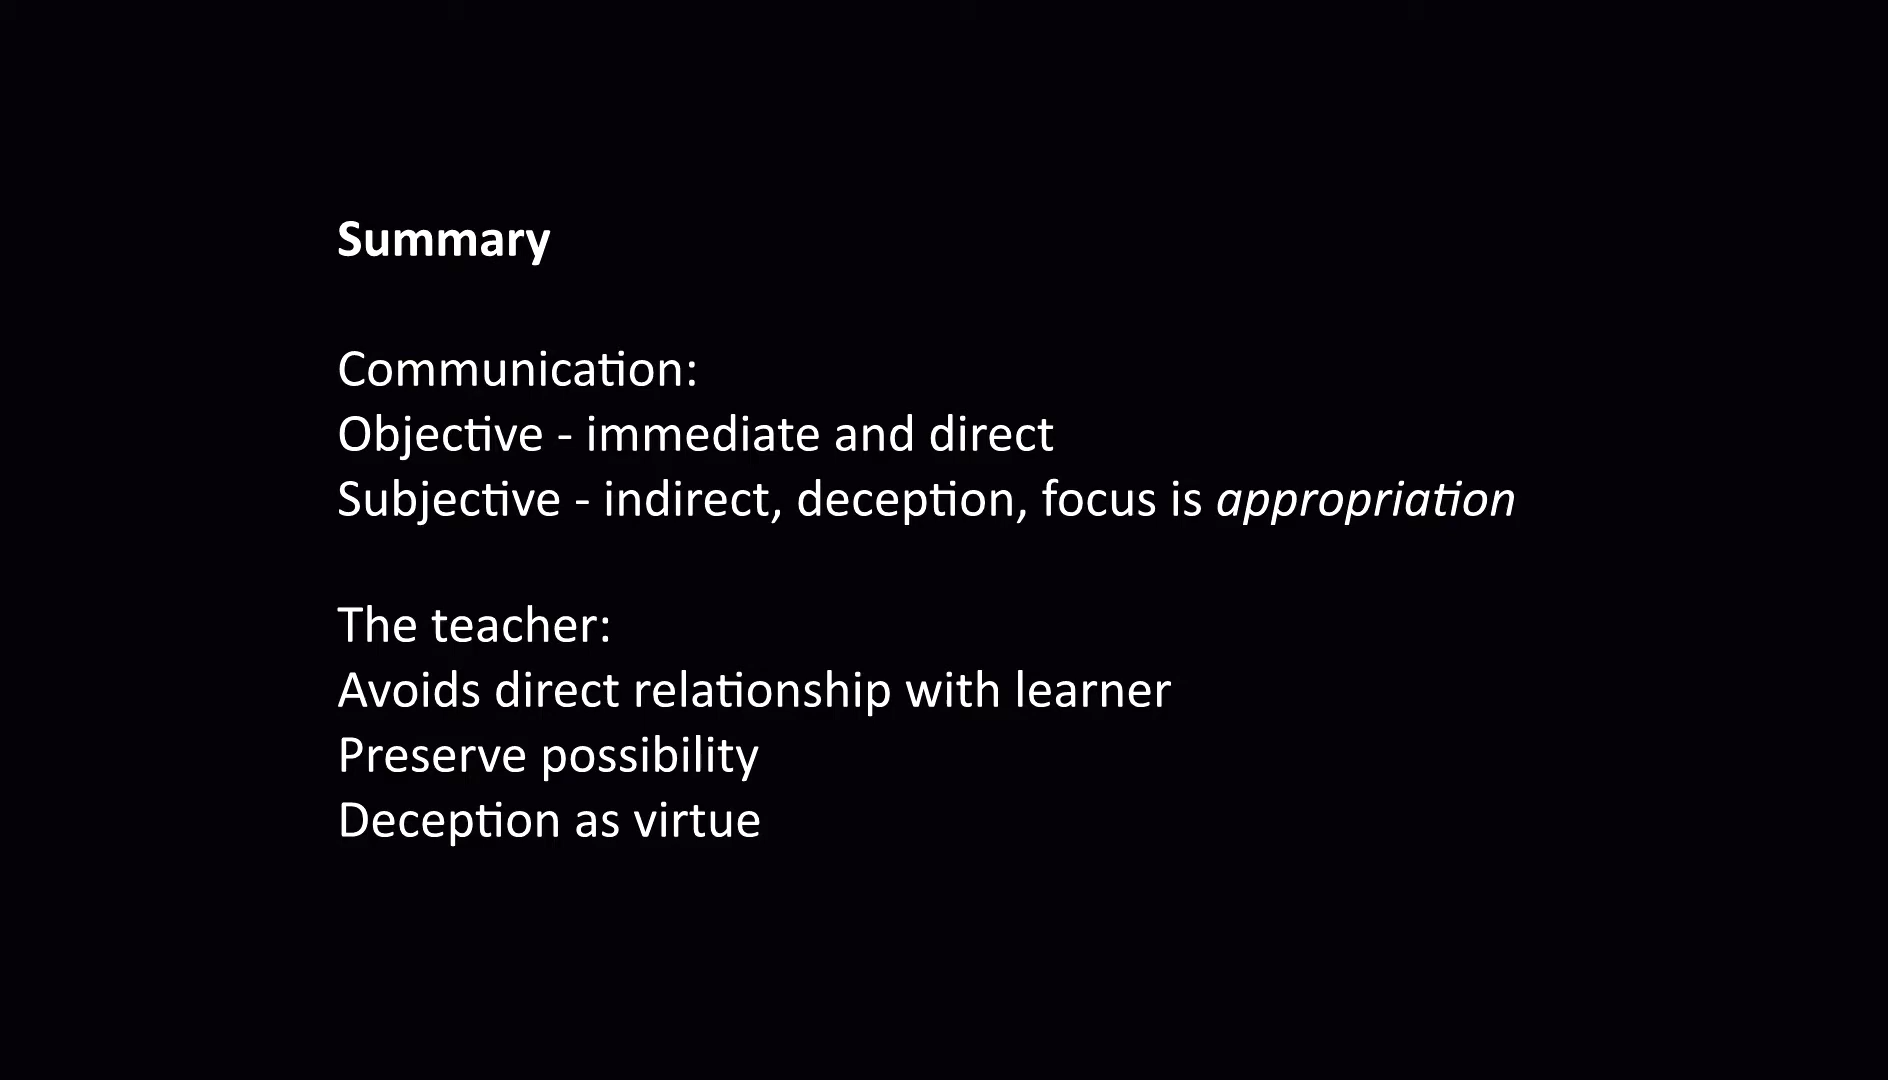 Summary
Communication:
Objective - immediate and direct
Subjective - indirect, deception, focus is appropriation
The teacher:
Avoids direct relationship with learner
Preserve possibility
Deception as virtue